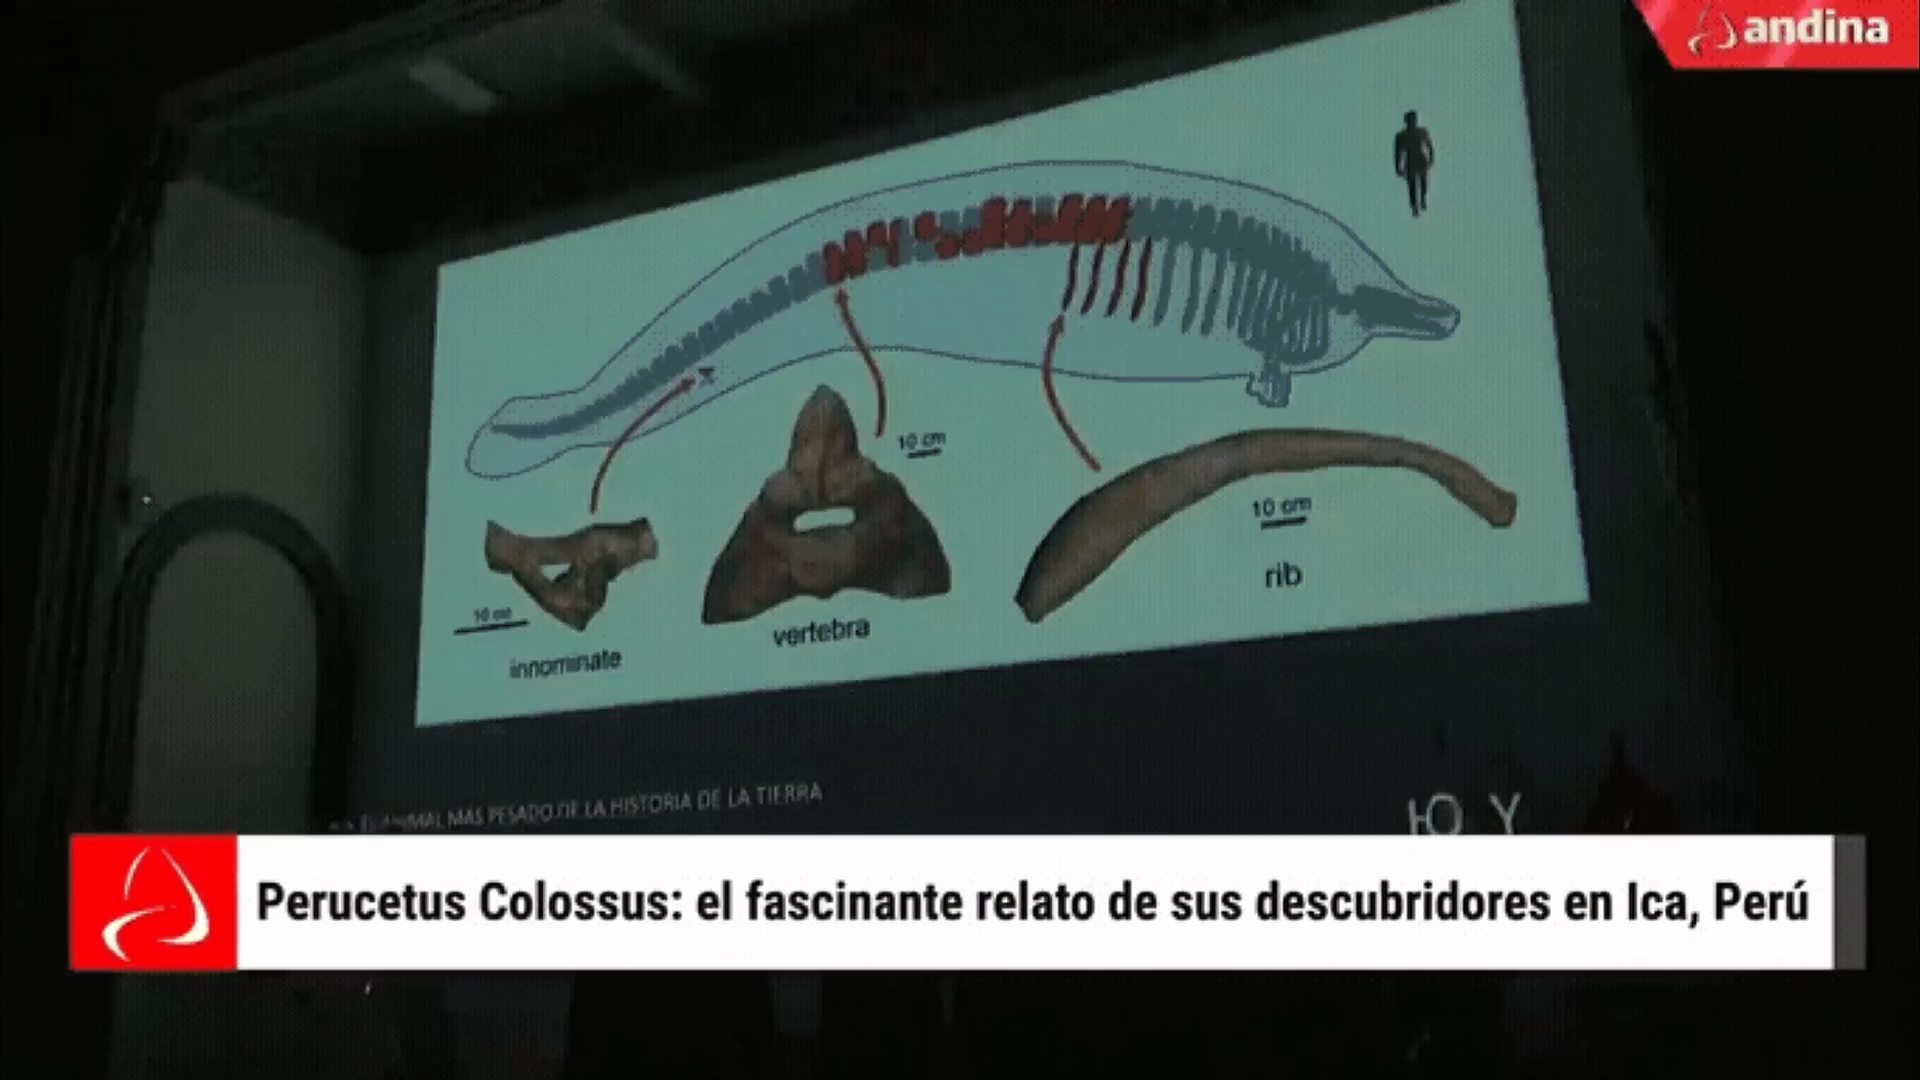 andina
10 cm
10 cm
10 cm
rib
vertebra
innominate
ANIMAL MAS PESADO DE LA HISTORIA DE LA TIERRA
Perucetus Colossus: el fascinante relato de sus descubridores en Ica, Perú